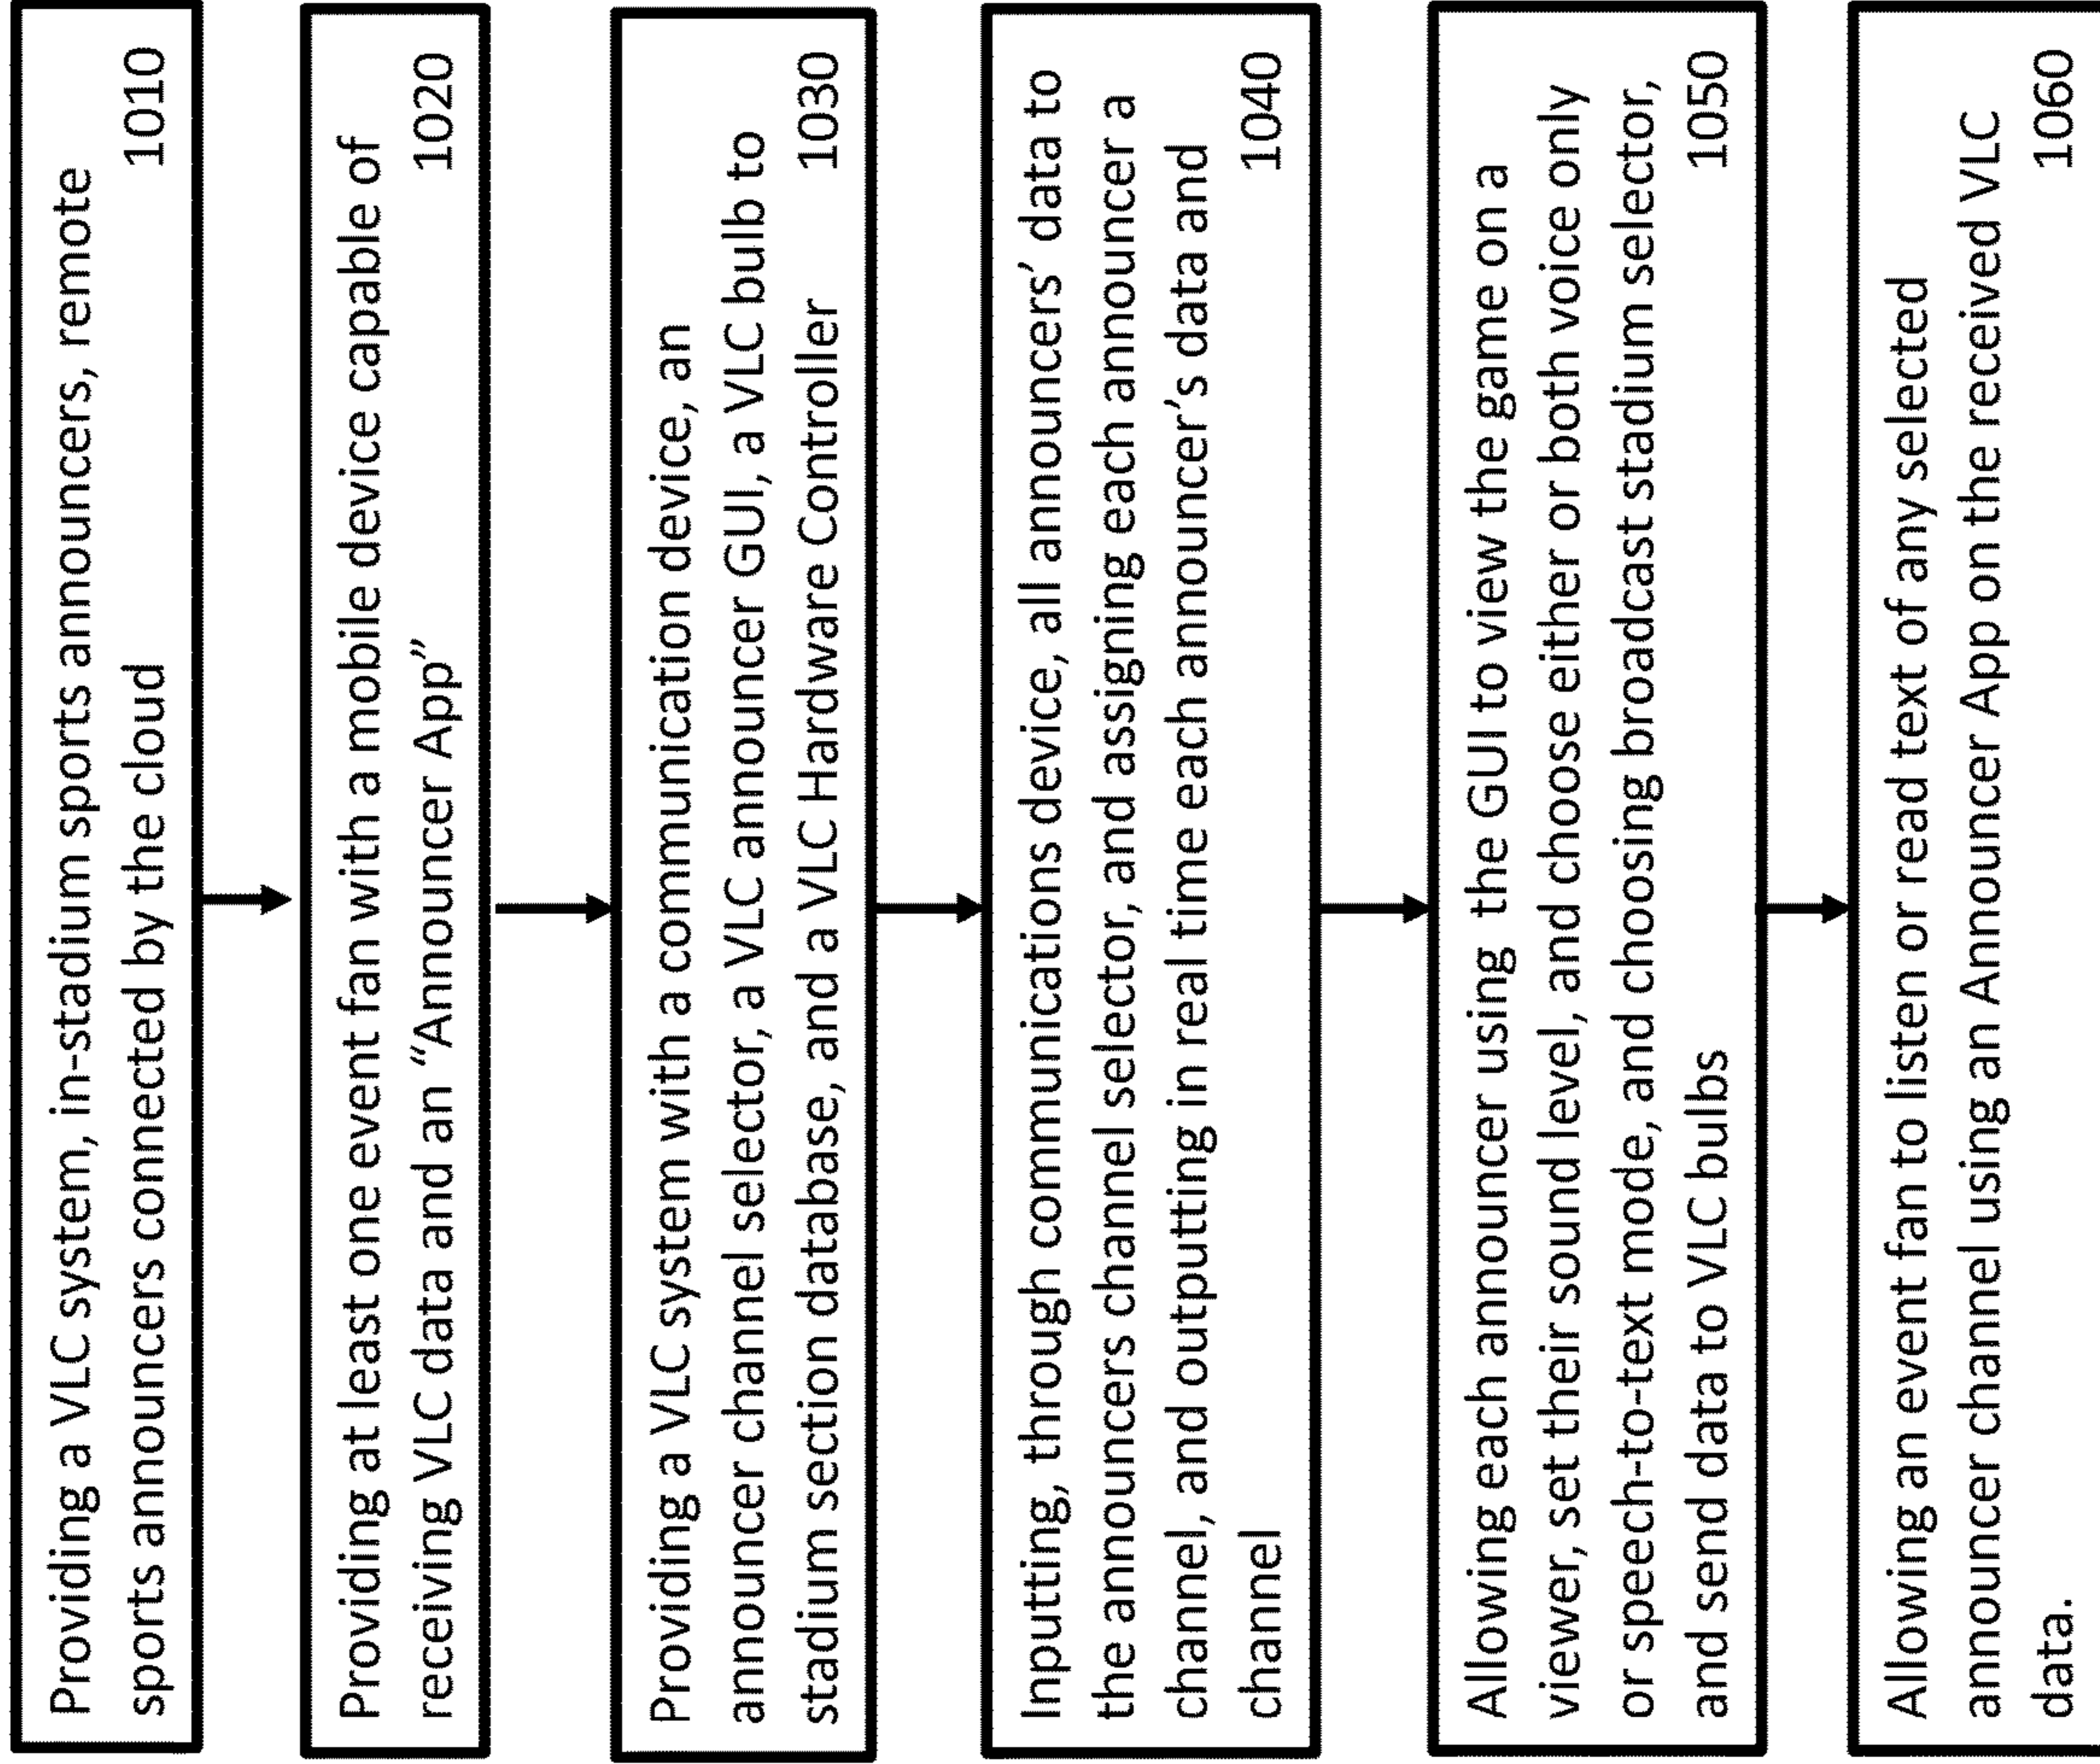 Providing a VLC system, in-stadium sports announcers, remote
sports announcers connected by the cloud 1010
Providing at least one event fan with a mobile device capable of
receiving VLC data and an “Announcer App” 1020
Providing a VLC system with a communication device, an
announcer channel selector, a VLC announcer GUI, a VLC bulb to
stadium section database, and a VLC Hardware Controller 1030
Inputting, through communications device, all announcers’ data to
the announcers channel selector, and assigning each announcer a
channel, and outputting in real time each announcer’s data and
channel 1040
Allowing each announcer using the GUI to view the game on a
viewer, set their sound level, and choose either or both voice only
or speech-to-text mode, and choosing broadcast stadium selector,
and send data to VLC bulbs 1050
Allowing an event fan to listen or read text of any selected
announcer channel using an Announcer App on the received VLC
data. 1060